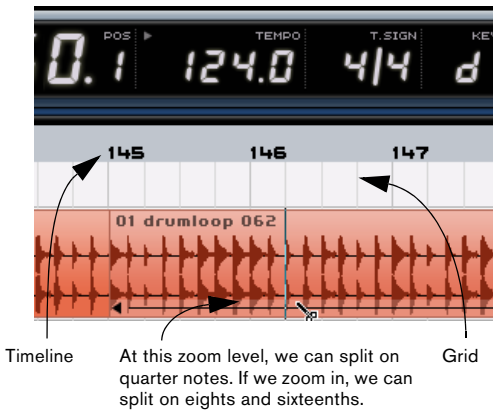 POS TEMPO T.SIGN KEY
0.1 124.0 4|4 d
145 146 147
01 drumloop 062
Timeline
At this zoom level, we can split on
quarter notes. If we zoom in, we can
split on eights and sixteenths.
Grid